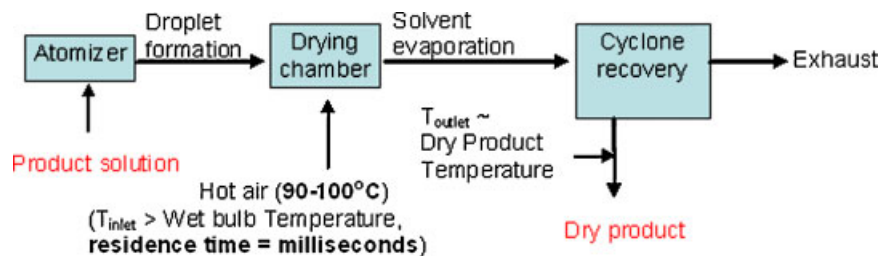 Atomizer
Droplet
formation
Drying
chamber
Solvent
evaporation
Cyclone
recovery
Exhaust
Product solution
Hot air (90-100°C)
(Tinlet > Wet bulb Temperature,
residence time = milliseconds)
Toutlet ~
Dry Product
Temperature
Dry product